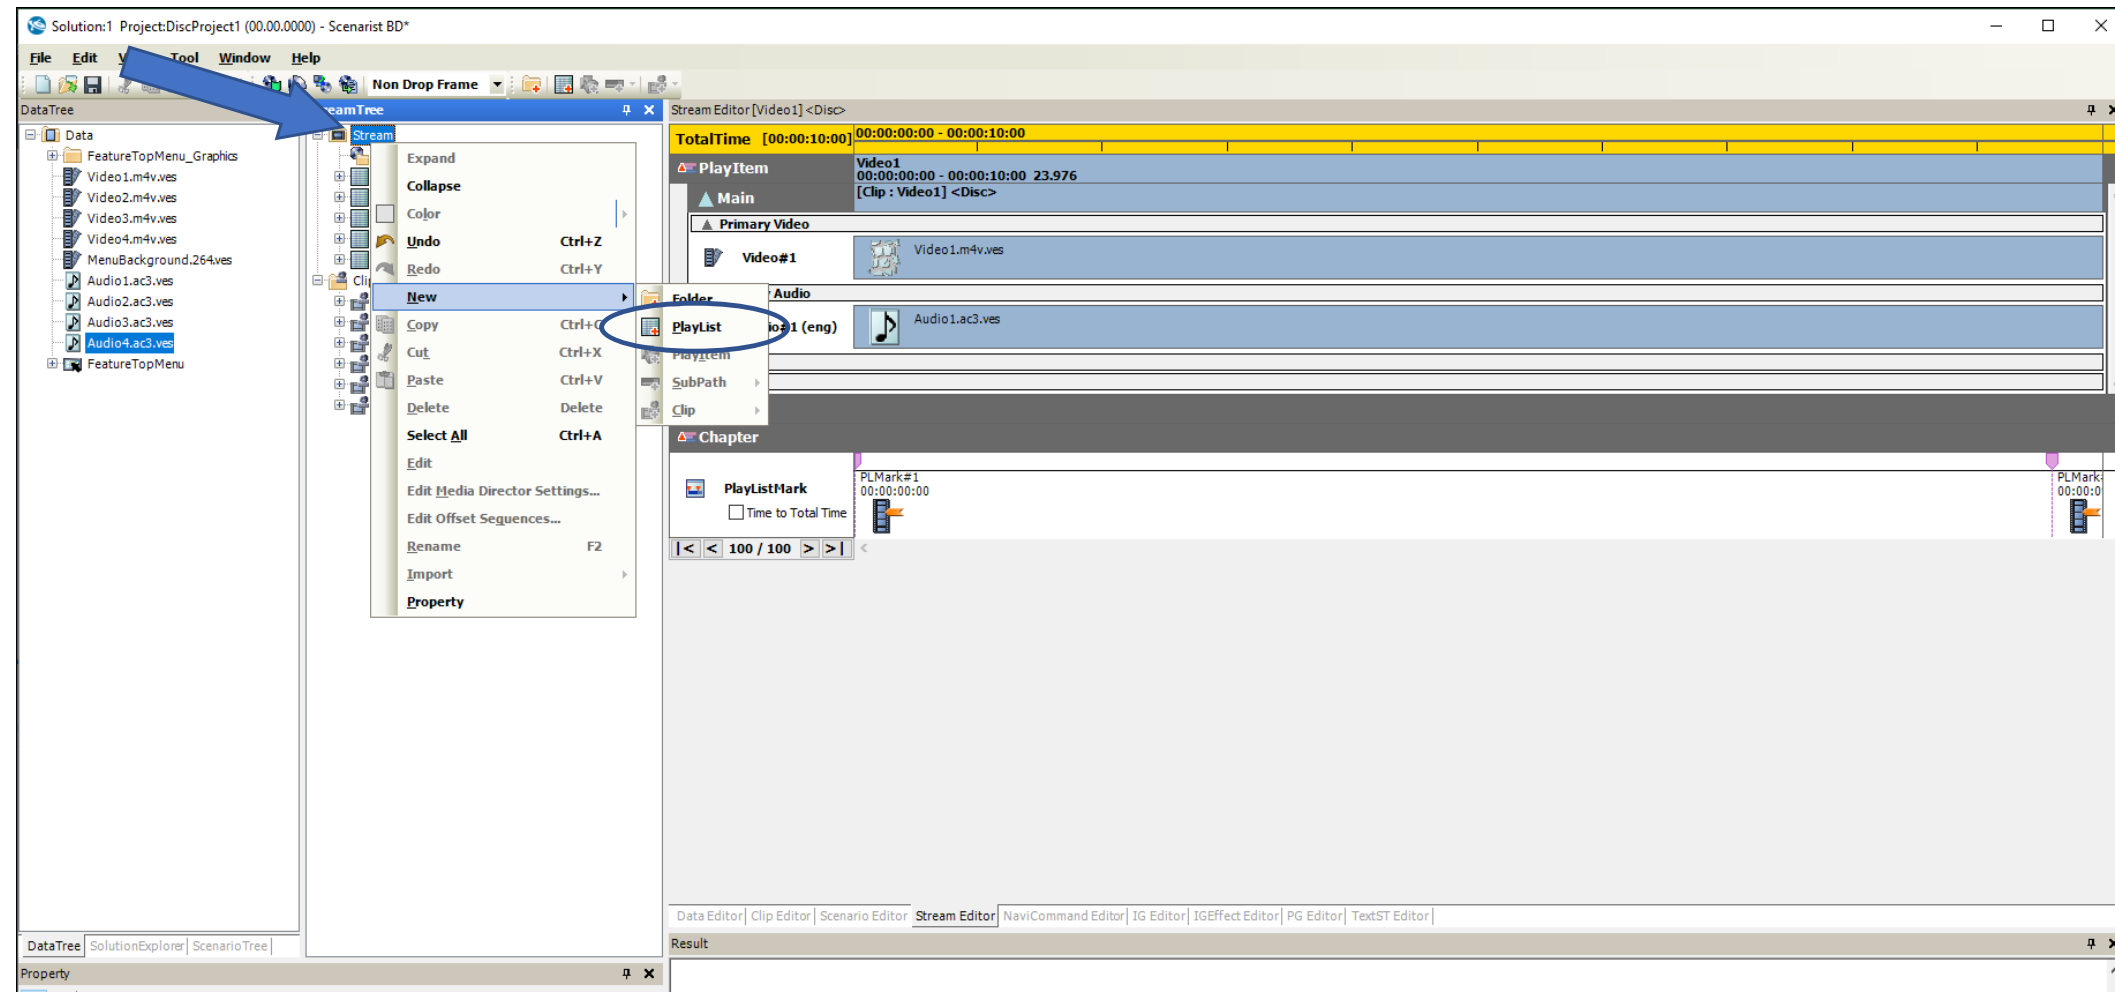 Solution:1 Project:DiscProject1 (00.00.0000) - Scenarist BD*
File Edit Tool Window Help
Non Drop Frame
DataTree
eamTree
Stream Editor[Video1] <Disc>
Data
FeatureTopMenu_Graphics
Video1.m4v.ves
Video2.m4v.ves
Video3.m4v.ves
Video4.m4v.ves
MenuBackground.264.ves
Audio1.ac3.ves
Audio2.ac3.ves
Audio3.ac3.ves
Audio4.ac3.ves
FeatureTopMenu
Stream
Expand
Collapse
Color
Undo Ctrl+Z
Redo Ctrl+Y
New
Copy
Cut Ctrl+X
Paste Ctrl+V
Delete Delete
Select All Ctrl+A
Edit
Edit Media Director Settings...
Edit Offset Sequences...
Rename F2
Import
Property
Folder
PlayList
PlayItem
SubPath
Clip
TotalTime [00:00:10:00] 00:00:00:00 - 00:00:10:00
PlayItem
Video1
00:00:00:00 - 00:00:10:00 23.976
Main
[Clip : Video1] <Disc>
Primary Video
Video#1
Video1.m4v.ves
Audio
io#1 (eng)
Audio1.ac3.ves
Chapter
PlayListMark
Time to Total Time
PLMark#1
00:00:00:00
PLMark
00:00:0
|< < 100 / 100 > >|
Data Editor Clip Editor Scenario Editor Stream Editor NaviCommand Editor IG Editor IGEffect Editor PG Editor TextST Editor
DataTree SolutionExplorer ScenarioTree
Result
Property